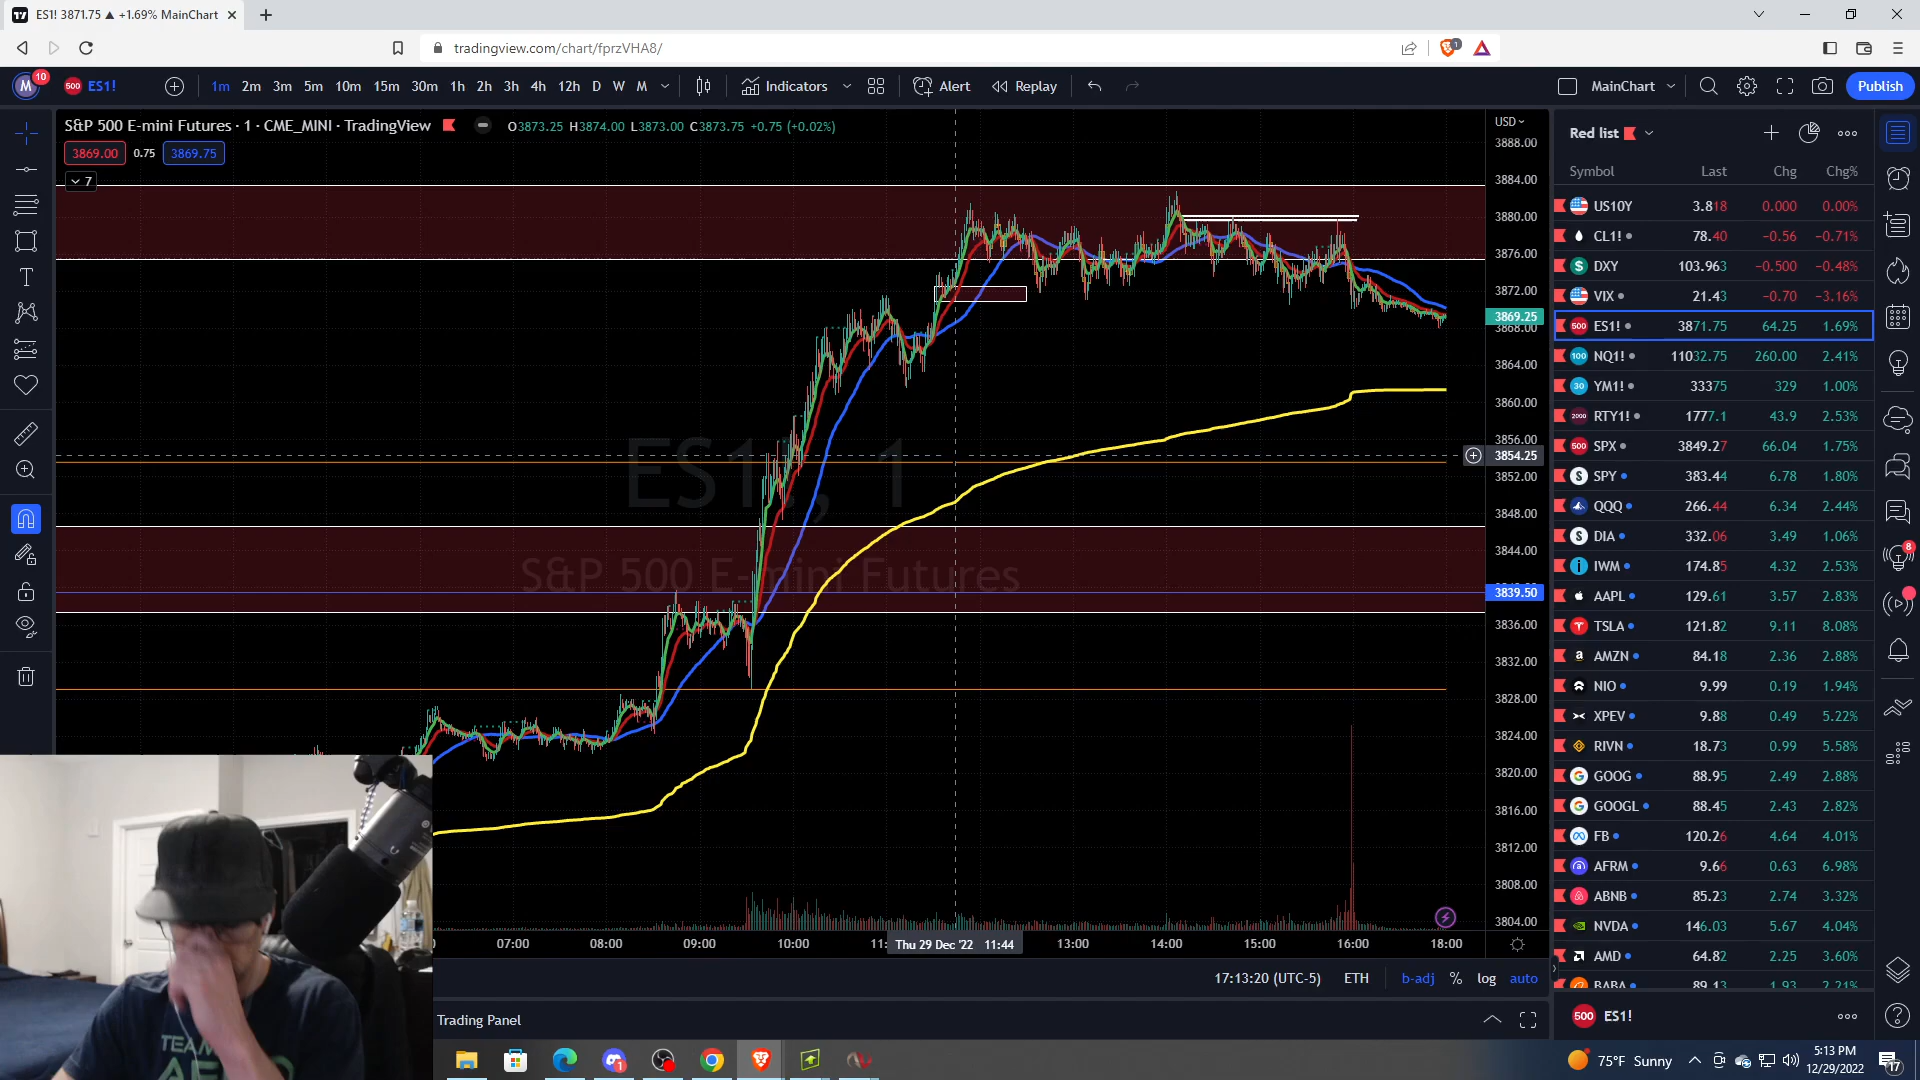 ES1! 3871.75 ▲ +1.69% MainChart
tradingview.com/chart/fprzVHA8/
M 10 500 ES1! 1m 2m 3m 5m 10m 15m 30m 1h 2h 3h 4h 12h D W M Indicators Alert Replay MainChart Publish
S&P 500 E-mini Futures · 1 · CME_MINI · TradingView O3873.25 H3874.00 L3873.00 C3873.75 +0.75 (+0.02%)
3869.00 0.75 3869.75
7
ES1!, 1
S&P 500 E-mini Futures
USD
3888.00
3884.00
3880.00
3876.00
3872.00
3869.25
3868.00
3864.00
3860.00
3856.00
3854.25
3852.00
3848.00
3844.00
3839.50
3836.00
3832.00
3828.00
3824.00
3820.00
3816.00
3812.00
3808.00
3804.00
07:00 08:00 09:00 10:00 Thu 29 Dec '22 11:44 13:00 14:00 15:00 16:00 18:00
17:13:20 (UTC-5) ETH b-adj % log auto
Trading Panel
Red list
Symbol Last Chg Chg%
US10Y 3.818 0.000 0.00%
CL1! 78.40 −0.56 −0.71%
DXY 103.963 −0.500 −0.48%
VIX 21.43 −0.70 −3.16%
500 ES1! 3871.75 64.25 1.69%
100 NQ1! 11032.75 260.00 2.41%
30 YM1! 33375 329 1.00%
2000 RTY1! 1777.1 43.9 2.53%
500 SPX 3849.27 66.04 1.75%
SPY 383.44 6.78 1.80%
QQQ 266.44 6.34 2.44%
DIA 332.06 3.49 1.06%
IWM 174.85 4.32 2.53%
AAPL 129.61 3.57 2.83%
TSLA 121.82 9.11 8.08%
AMZN 84.18 2.36 2.88%
NIO 9.99 0.19 1.94%
XPEV 9.88 0.49 5.22%
RIVN 18.73 0.99 5.58%
GOOG 88.95 2.49 2.88%
GOOGL 88.45 2.43 2.82%
FB 120.26 4.64 4.01%
AFRM 9.66 0.63 6.98%
ABNB 85.23 2.74 3.32%
NVDA 146.03 5.67 4.04%
AMD 64.82 2.25 3.60%
BABA 89.13 1.93 2.21%
500 ES1!
8
TEAM
75°F Sunny
5:13 PM
12/29/2022
17